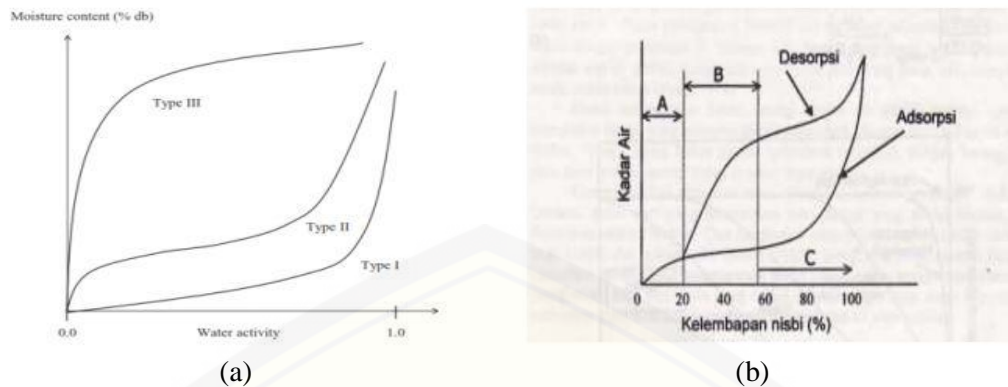 Moisture content (% db)
Type III
Type II
Type I
0.0
Water activity
1.0
(a)
Kadar Air
A
B
Desorpsi
Adsorpsi
C
0 20 40 60 80 100
Kelembapan nisbi (%)
(b)